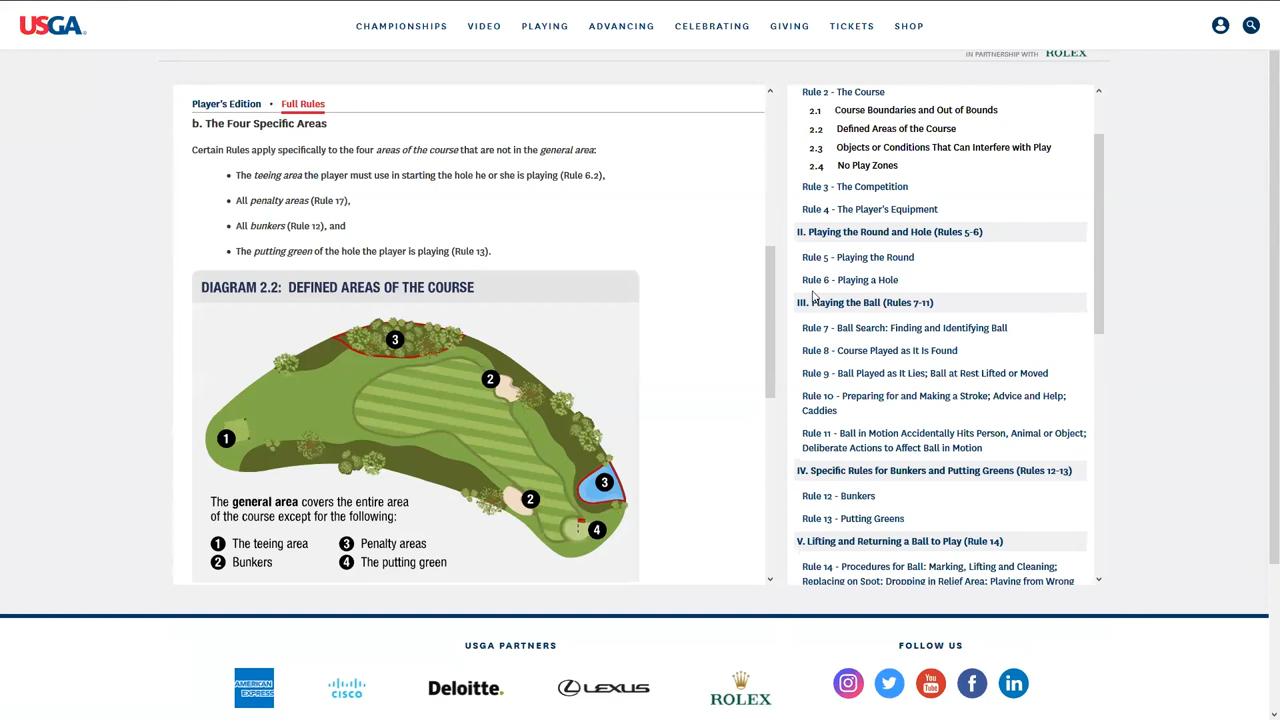 USGA
CHAMPIONSHIPS VIDEO PLAYING ADVANCING CELEBRATING GIVING TICKETS SHOP
IN PARTNERSHIP WITH ROLEX
Player's Edition • Full Rules
b. The Four Specific Areas
Certain Rules apply specifically to the four areas of the course that are not in the general area:
• The teeing area the player must use in starting the hole he or she is playing (Rule 6.2),
• All penalty areas (Rule 17),
• All bunkers (Rule 12), and
• The putting green of the hole the player is playing (Rule 13).
DIAGRAM 2.2: DEFINED AREAS OF THE COURSE
3
2
1
3
2
4
The general area covers the entire area
of the course except for the following:
1 The teeing area 3 Penalty areas
2 Bunkers 4 The putting green
Rule 2 - The Course
2.1 Course Boundaries and Out of Bounds
2.2 Defined Areas of the Course
2.3 Objects or Conditions That Can Interfere with Play
2.4 No Play Zones
Rule 3 - The Competition
Rule 4 - The Player's Equipment
II. Playing the Round and Hole (Rules 5-6)
Rule 5 - Playing the Round
Rule 6 - Playing a Hole
III. Playing the Ball (Rules 7-11)
Rule 7 - Ball Search: Finding and Identifying Ball
Rule 8 - Course Played as It Is Found
Rule 9 - Ball Played as It Lies; Ball at Rest Lifted or Moved
Rule 10 - Preparing for and Making a Stroke; Advice and Help;
Caddies
Rule 11 - Ball in Motion Accidentally Hits Person, Animal or Object;
Deliberate Actions to Affect Ball in Motion
IV. Specific Rules for Bunkers and Putting Greens (Rules 12-13)
Rule 12 - Bunkers
Rule 13 - Putting Greens
V. Lifting and Returning a Ball to Play (Rule 14)
Rule 14 - Procedures for Ball: Marking, Lifting and Cleaning;
Replacing on Spot; Dropping in Relief Area; Playing from Wrong
USGA PARTNERS
AMERICAN
EXPRESS
CISCO
Deloitte.
LEXUS
ROLEX
FOLLOW US
You
Tube
f
in